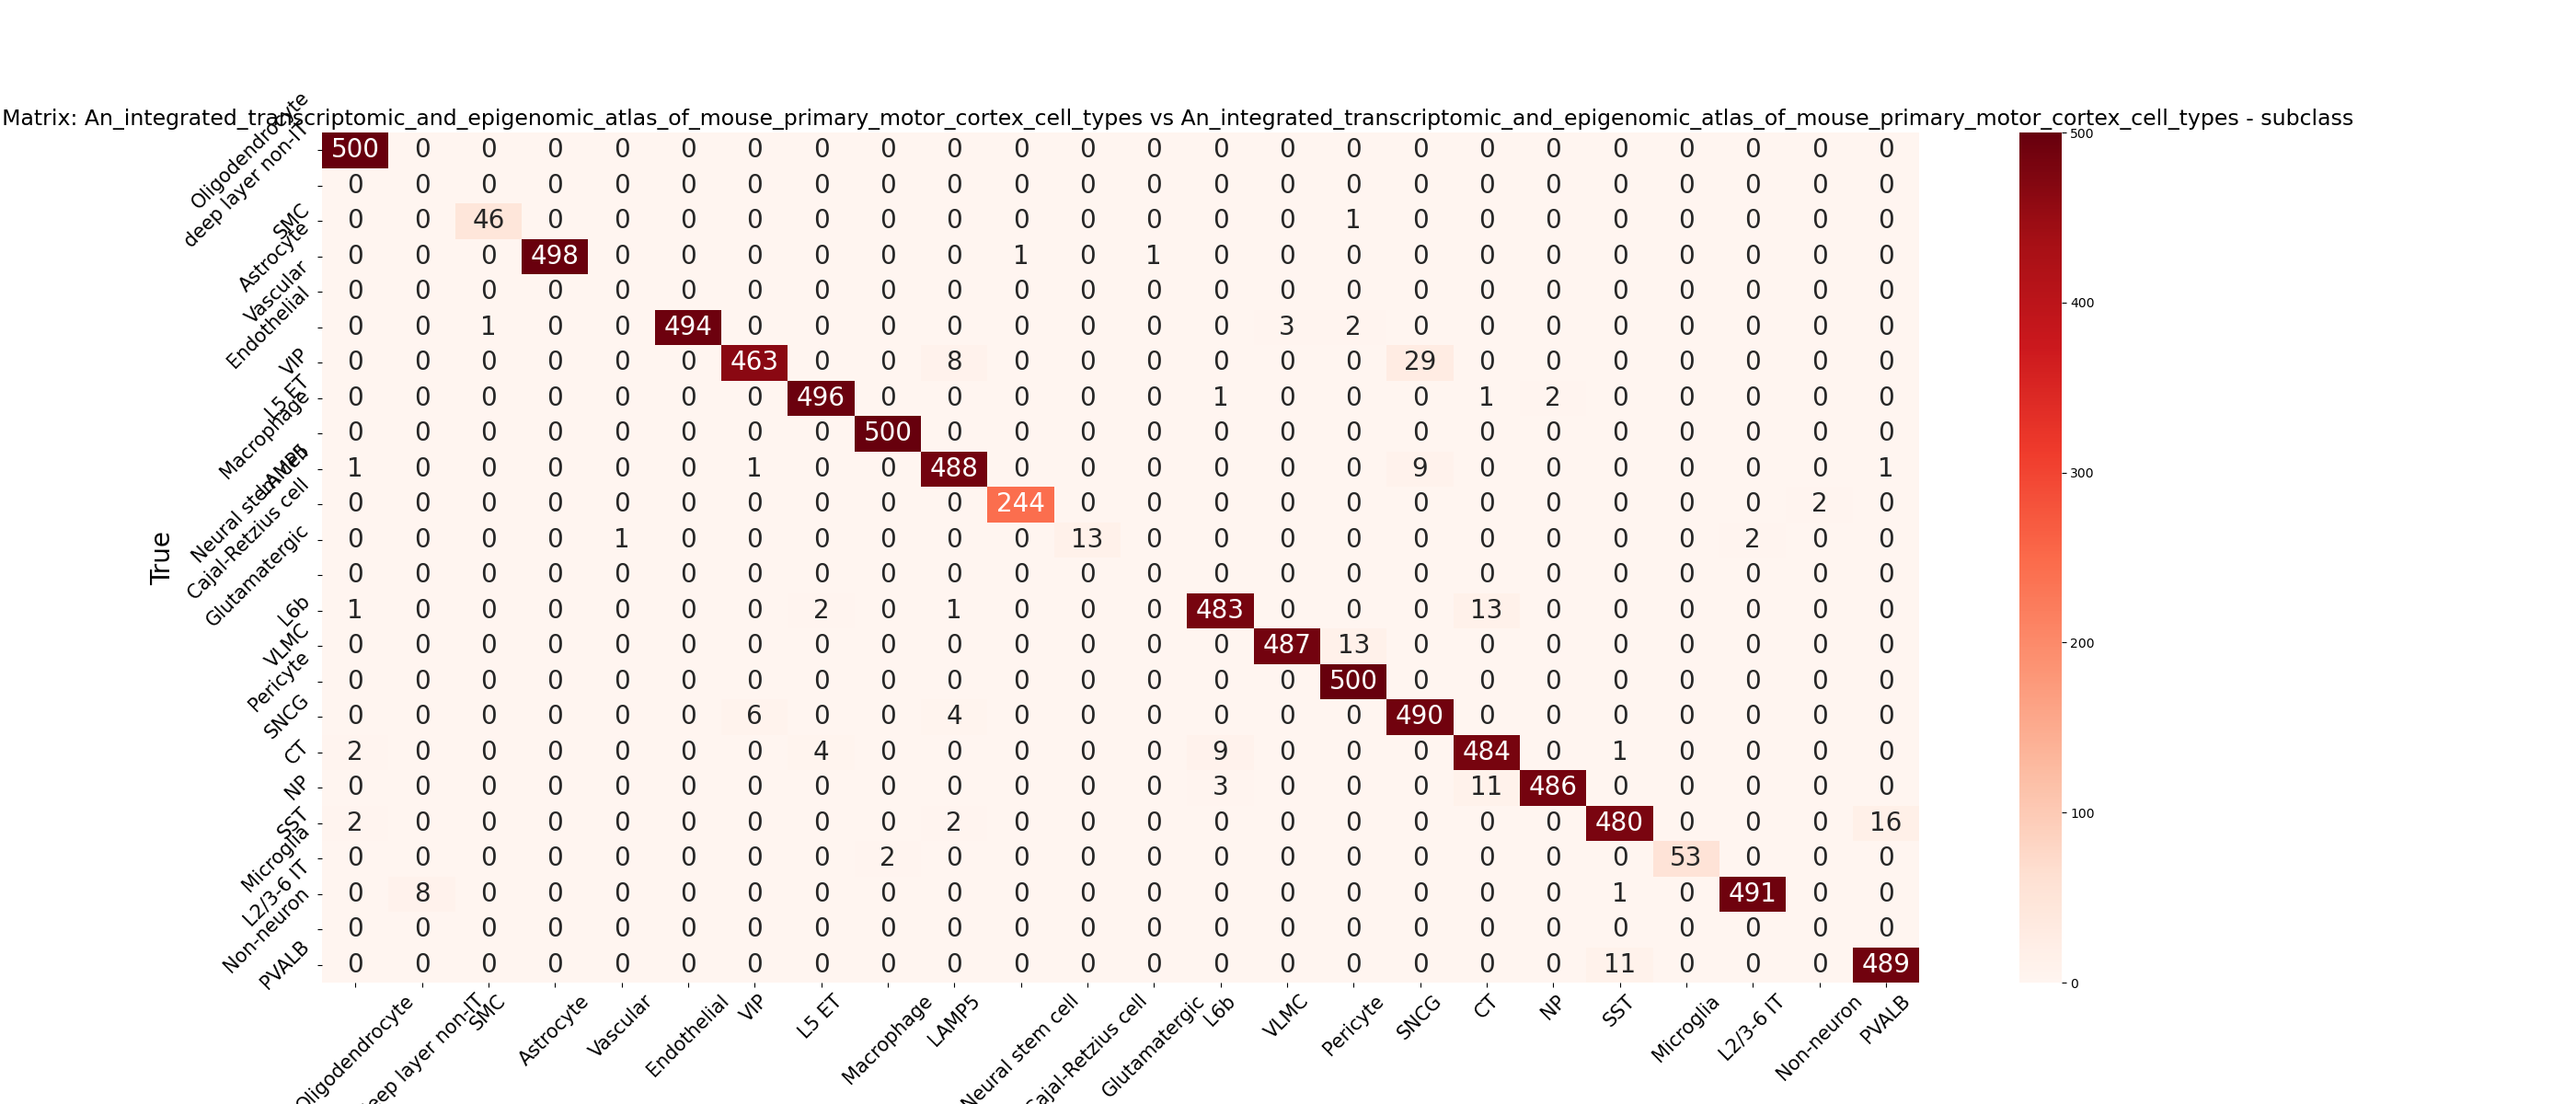 Matrix: An_integrated_transcriptomic_and_epigenomic_atlas_of_mouse_primary_motor_cortex_cell_types vs An_integrated_transcriptomic_and_epigenomic_atlas_of_mouse_primary_motor_cortex_cell_types - subclass
True
Oligodendrocyte 500 0 0 0 0 0 0 0 0 0 0 0 0 0 0 0 0 0 0 0 0 0 0 0
deep layer non-IT 0 0 0 0 0 0 0 0 0 0 0 0 0 0 0 0 0 0 0 0 0 0 0 0
SMC 0 0 46 0 0 0 0 0 0 0 0 0 0 0 0 1 0 0 0 0 0 0 0 0
Astrocyte 0 0 0 498 0 0 0 0 0 0 1 0 1 0 0 0 0 0 0 0 0 0 0 0
Vascular 0 0 0 0 0 0 0 0 0 0 0 0 0 0 0 0 0 0 0 0 0 0 0 0
Endothelial 0 0 1 0 0 494 0 0 0 0 0 0 0 0 3 2 0 0 0 0 0 0 0 0
VIP 0 0 0 0 0 0 463 0 0 8 0 0 0 0 0 0 29 0 0 0 0 0 0 0
L5 ET 0 0 0 0 0 0 0 496 0 0 0 0 0 1 0 0 0 1 2 0 0 0 0 0
Macrophage 0 0 0 0 0 0 0 0 500 0 0 0 0 0 0 0 0 0 0 0 0 0 0 0
LAMP5 1 0 0 0 0 0 1 0 0 488 0 0 0 0 0 0 9 0 0 0 0 0 0 1
Neural stem cell 0 0 0 0 0 0 0 0 0 0 244 0 0 0 0 0 0 0 0 0 0 0 2 0
Cajal-Retzius cell 0 0 0 0 1 0 0 0 0 0 0 13 0 0 0 0 0 0 0 0 0 2 0 0
Glutamatergic 0 0 0 0 0 0 0 0 0 0 0 0 0 0 0 0 0 0 0 0 0 0 0 0
L6b 1 0 0 0 0 0 0 2 0 1 0 0 0 483 0 0 0 13 0 0 0 0 0 0
VLMC 0 0 0 0 0 0 0 0 0 0 0 0 0 0 487 13 0 0 0 0 0 0 0 0
Pericyte 0 0 0 0 0 0 0 0 0 0 0 0 0 0 0 500 0 0 0 0 0 0 0 0
SNCG 0 0 0 0 0 0 6 0 0 4 0 0 0 0 0 0 490 0 0 0 0 0 0 0
CT 2 0 0 0 0 0 0 4 0 0 0 0 0 9 0 0 0 484 0 1 0 0 0 0
NP 0 0 0 0 0 0 0 0 0 0 0 0 0 3 0 0 0 11 486 0 0 0 0 0
SST 2 0 0 0 0 0 0 0 0 2 0 0 0 0 0 0 0 0 0 480 0 0 0 16
Microglia 0 0 0 0 0 0 0 0 2 0 0 0 0 0 0 0 0 0 0 0 53 0 0 0
L2/3-6 IT 0 8 0 0 0 0 0 0 0 0 0 0 0 0 0 0 0 0 0 1 0 491 0 0
Non-neuron 0 0 0 0 0 0 0 0 0 0 0 0 0 0 0 0 0 0 0 0 0 0 0 0
PVALB 0 0 0 0 0 0 0 0 0 0 0 0 0 0 0 0 0 0 0 11 0 0 0 489
Oligodendrocyte eep layer non-IT SMC Astrocyte Vascular Endothelial VIP L5 ET Macrophage LAMP5 Neural stem cell Cajal-Retzius cell Glutamatergic L6b VLMC Pericyte SNCG CT NP SST Microglia L2/3-6 IT Non-neuron PVALB
500
400
300
200
100
0